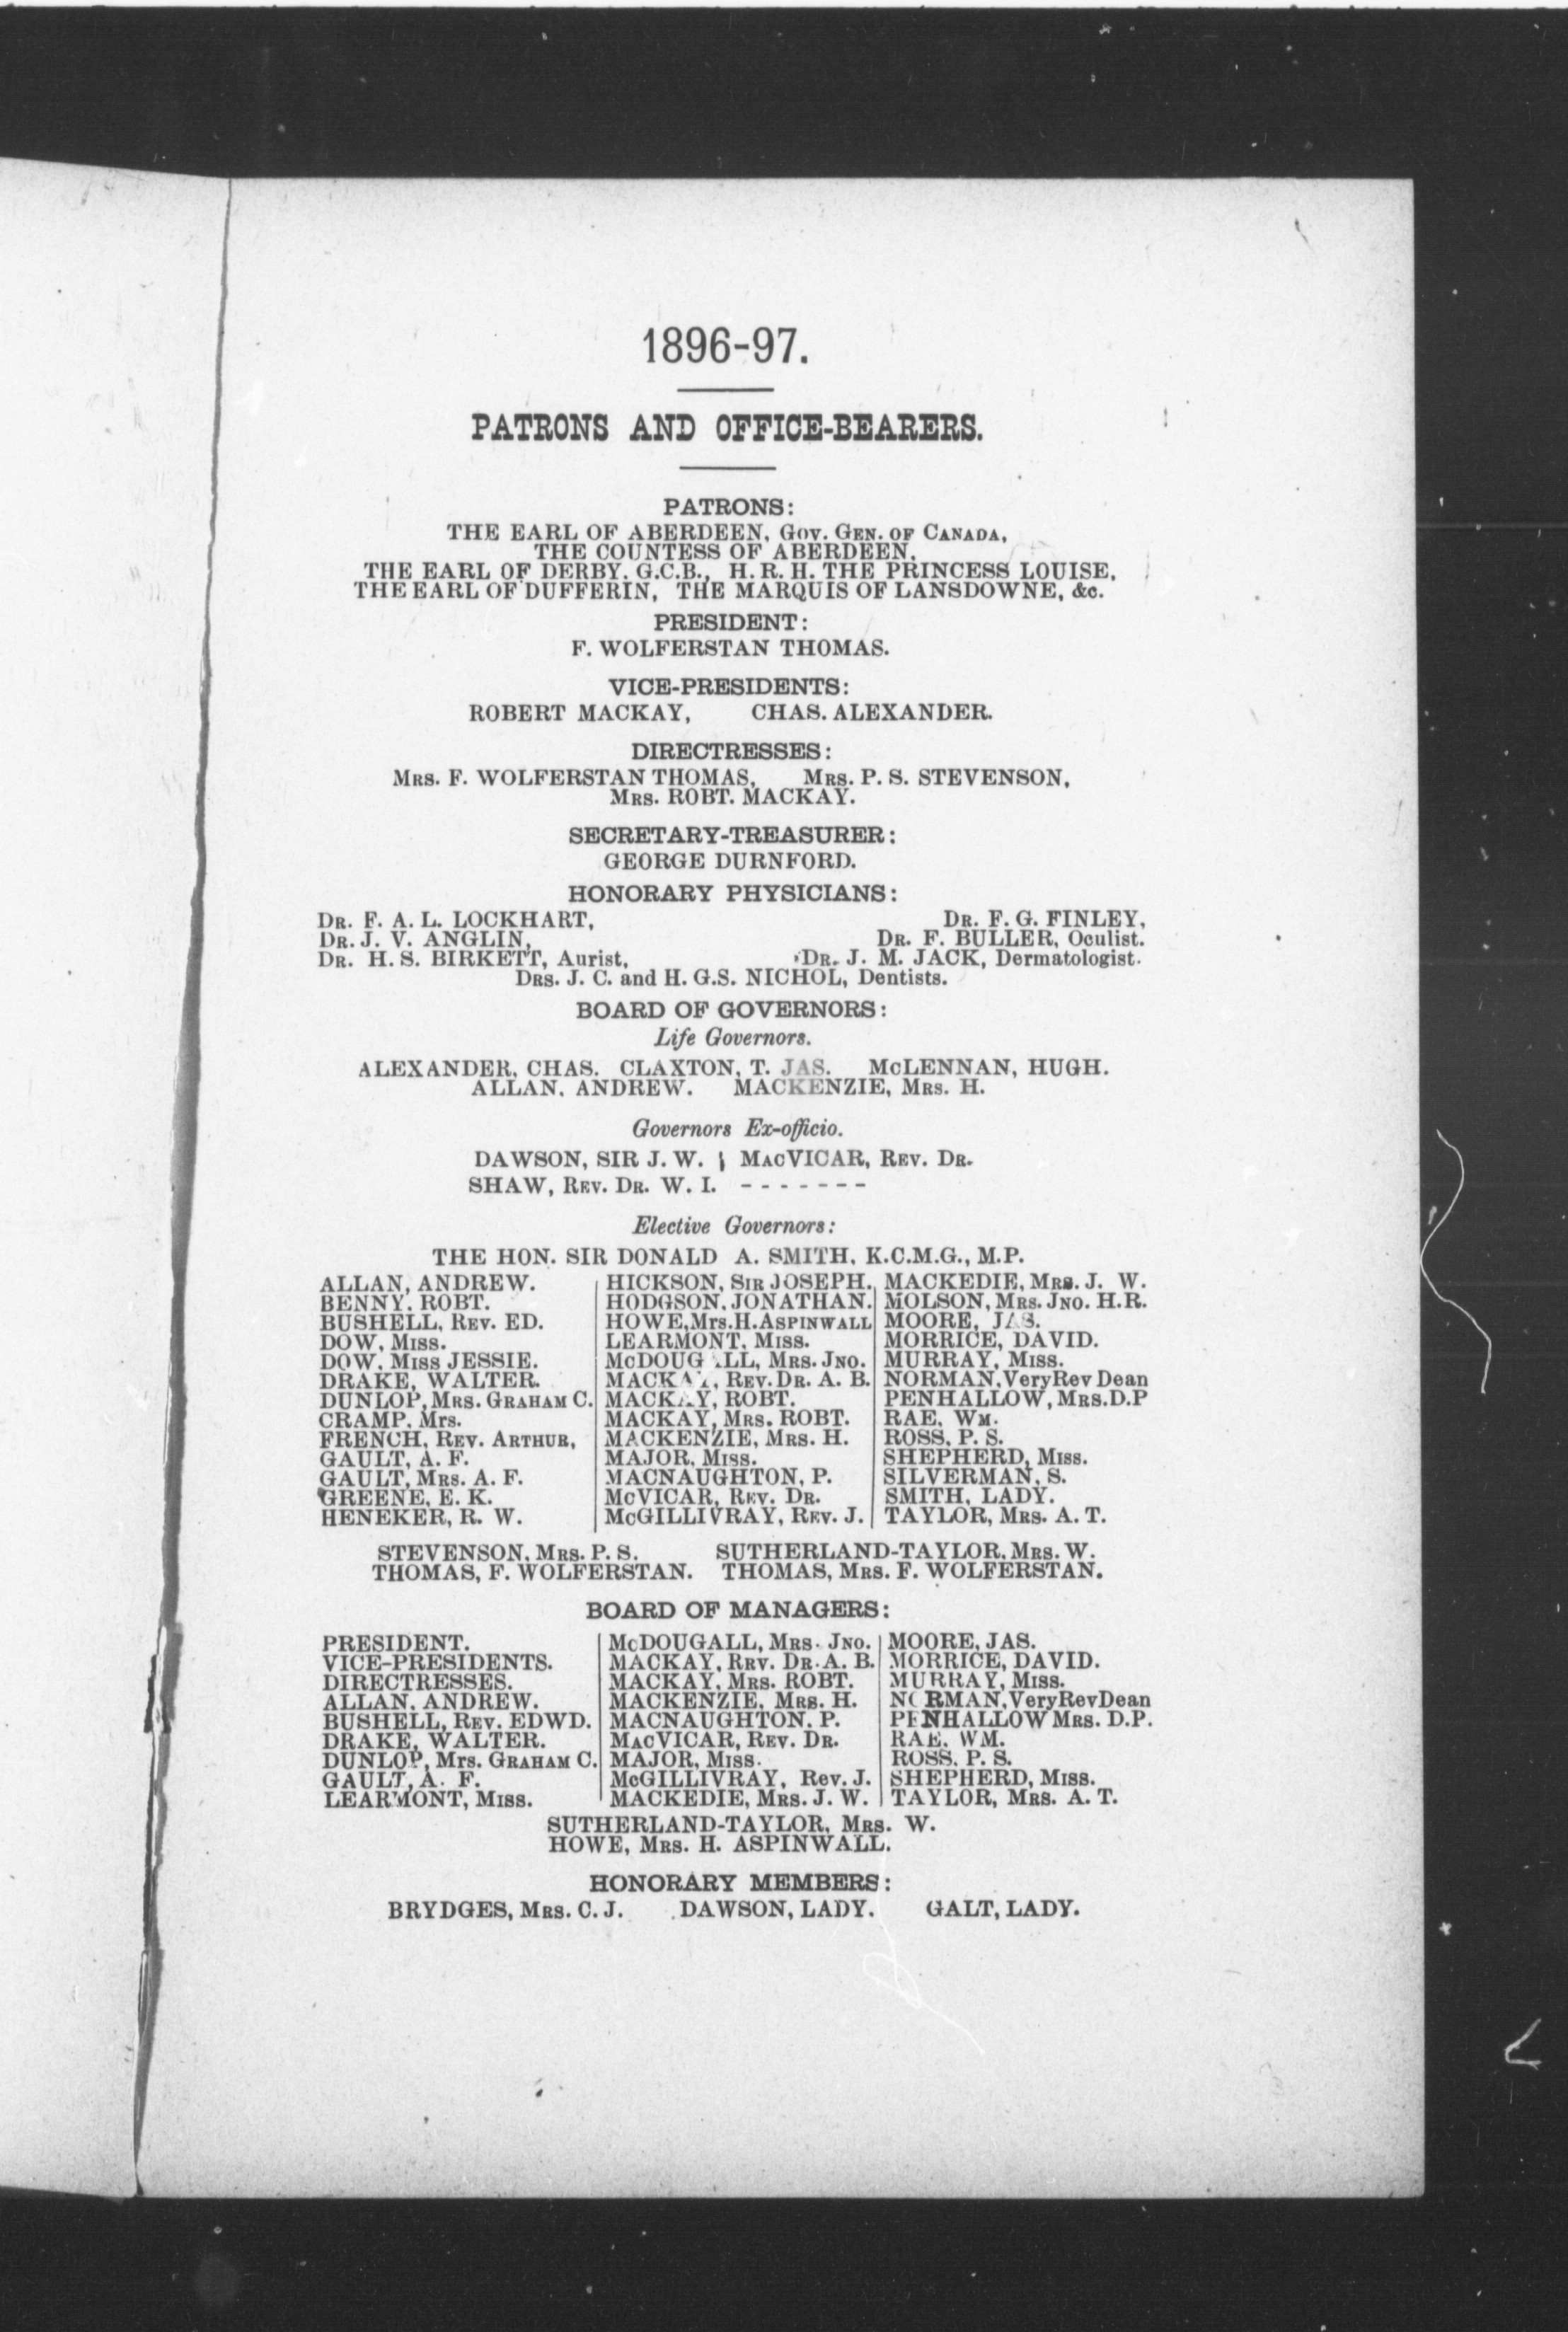 1896-97.
PATRONS AND OFFICE-BEARERS.
PATRONS:
THE EARL OF ABERDEEN, GOV. GEN. OF CANADA,
THE COUNTESS OF ABERDEEN,
THE EARL OF DERBY, G.C.B., H. R. H. THE PRINCESS LOUISE,
THE EARL OF DUFFERIN, THE MARQUIS OF LANSDOWNE, &c.
PRESIDENT:
F. WOLFERSTAN THOMAS.
VICE-PRESIDENTS:
ROBERT MACKAY, CHAS. ALEXANDER.
DIRECTRESSES:
MRS. F. WOLFERSTAN THOMAS, MRS. P. S. STEVENSON,
MRS. ROBT. MACKAY.
SECRETARY-TREASURER:
GEORGE DURNFORD.
HONORARY PHYSICIANS:
DR. F. A. L. LOCKHART, DR. F. G. FINLEY,
DR. J. V. ANGLIN, DR. F. BULLER, Oculist.
DR. H. S. BIRKETT, Aurist, DR. J. M. JACK, Dermatologist.
DRS. J. C. and H. G.S. NICHOL, Dentists.
BOARD OF GOVERNORS:
Life Governors.
ALEXANDER, CHAS. CLAXTON, T. JAS. McLENNAN, HUGH.
ALLAN, ANDREW. MACKENZIE, MRS. H.
Governors Ex-officio.
DAWSON, SIR J. W. | MACVICAR, REV. DR.
SHAW, REV. DR. W. I. - - - - - - -
Elective Governors:
THE HON. SIR DONALD A. SMITH, K.C.M.G., M.P.
ALLAN, ANDREW. HICKSON, SIR JOSEPH. MACKEDIE, MRS. J. W.
BENNY, ROBT. HODGSON, JONATHAN. MOLSON, MRS. JNO. H.R.
BUSHELL, REV. ED. HOWE, Mrs. H. ASPINWALL MOORE, JAS.
DOW, MISS. LEARMONT, MISS. MORRICE, DAVID.
DOW, MISS JESSIE. McDOUGALL, MRS. JNO. MURRAY, MISS.
DRAKE, WALTER. MACKAY, REV. DR. A. B. NORMAN, Very Rev Dean
DUNLOP, MRS. GRAHAM C. MACKAY, ROBT. PENHALLOW, MRS. D.P
CRAMP, Mrs. MACKAY, MRS. ROBT. RAE, WM.
FRENCH, REV. ARTHUR, MACKENZIE, MRS. H. ROSS, P. S.
GAULT, A. F. MAJOR, MISS. SHEPHERD, MISS.
GAULT, MRS. A. F. MACNAUGHTON, P. SILVERMAN, S.
GREENE, E. K. McVICAR, REV. DR. SMITH, LADY.
HENEKER, R. W. McGILLIVRAY, REV. J. TAYLOR, MRS. A. T.
STEVENSON, MRS. P. S. SUTHERLAND-TAYLOR, MRS. W.
THOMAS, F. WOLFERSTAN. THOMAS, MRS. F. WOLFERSTAN.
BOARD OF MANAGERS:
PRESIDENT. McDOUGALL, MRS. JNO. MOORE, JAS.
VICE-PRESIDENTS. MACKAY, REV. DR. A. B. MORRICE, DAVID.
DIRECTRESSES. MACKAY, MRS. ROBT. MURRAY, MISS.
ALLAN, ANDREW. MACKENZIE, MRS. H. NORMAN, Very Rev Dean
BUSHELL, REV. EDWD. MACNAUGHTON, P. PENHALLOW MRS. D.P.
DRAKE, WALTER. MACVICAR, REV. DR. RAE, WM.
DUNLOP, Mrs. GRAHAM C. MAJOR, MISS. ROSS, P. S.
GAULT, A. F. McGILLIVRAY, Rev. J. SHEPHERD, MISS.
LEARMONT, MISS. MACKEDIE, MRS. J. W. TAYLOR, MRS. A. T.
SUTHERLAND-TAYLOR, MRS. W.
HOWE, MRS. H. ASPINWALL.
HONORARY MEMBERS:
BRYDGES, MRS. C. J. DAWSON, LADY. GALT, LADY.